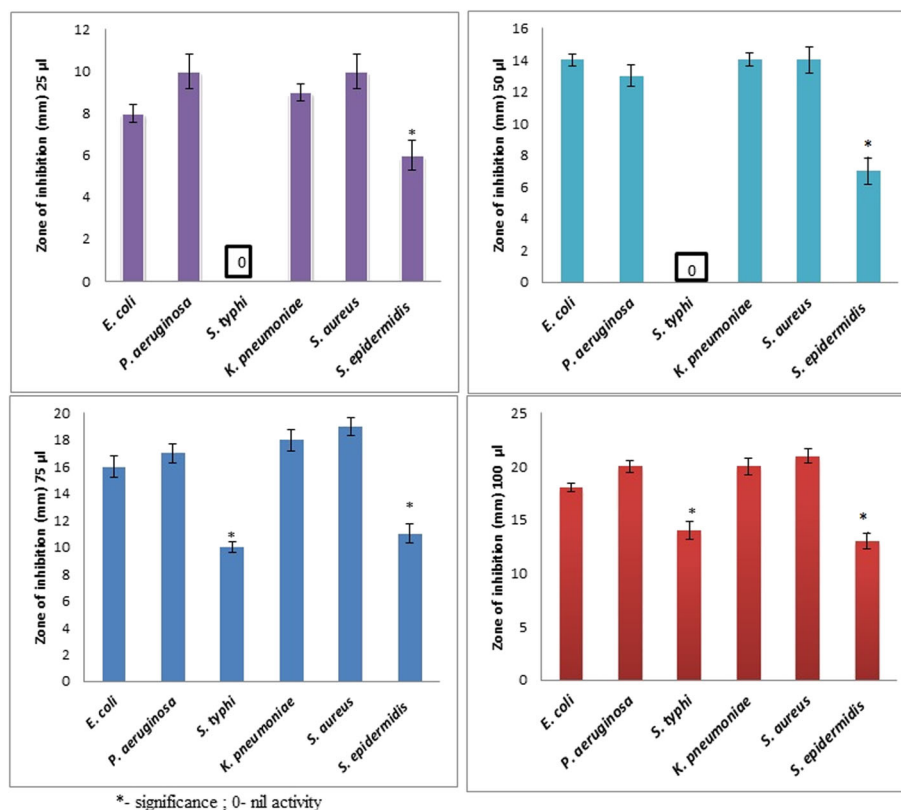 Zone of inhibition (mm) 25 µl
12
10
8
6
4
2
0
*
0
E. coli
P. aeruginosa
S. typhi
K. pneumoniae
S. aureus
S. epidermidis
Zone of inhibition (mm) 50 µl
16
14
12
10
8
6
4
2
0
*
0
E. coli
P. aeruginosa
S. typhi
K. pneumoniae
S. aureus
S. epidermidis
Zone of inhibition (mm) 75 µl
20
18
16
14
12
10
8
6
4
2
0
*
*
E. coli
P. aeruginosa
S. typhi
K. pneumoniae
S. aureus
S. epidermidis
Zone of inhibition (mm) 100 µl
25
20
15
10
5
0
*
*
E. coli
P. aeruginosa
S. typhi
K. pneumoniae
S. aureus
S. epidermidis
*- significance ; 0- nil activity